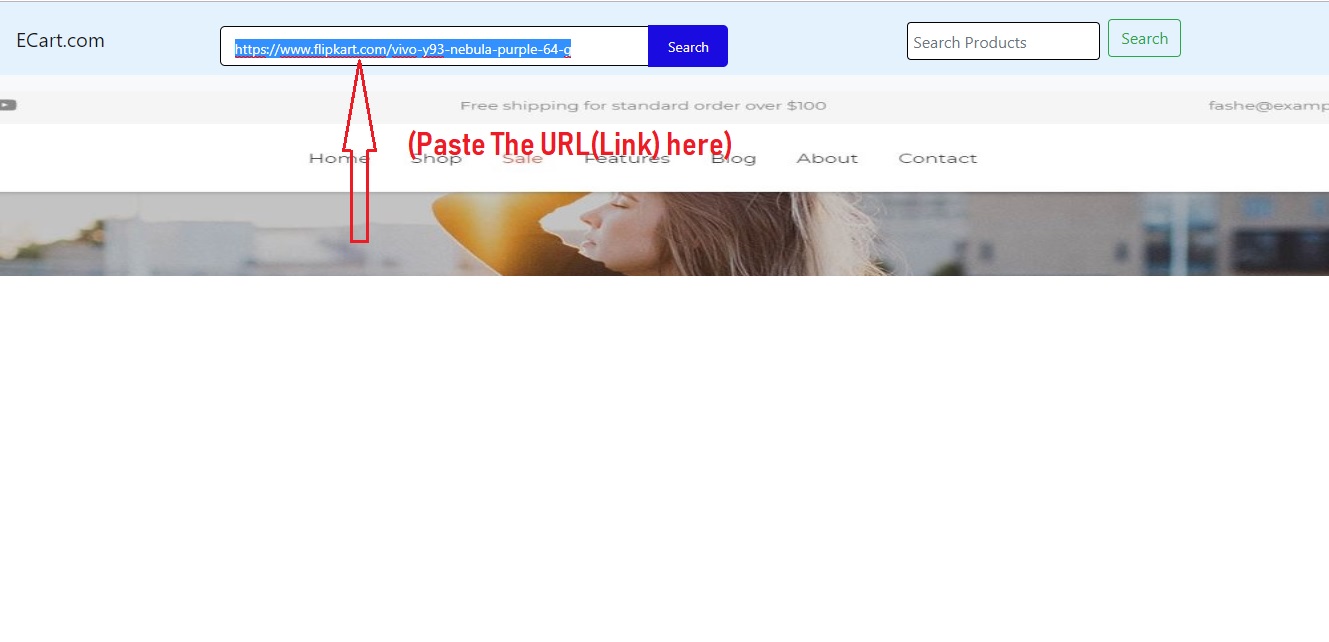 ECart.com
https://www.flipkart.com/vivo-y93-nebula-purple-64-g
Search
Search Products
Search
Free shipping for standard order over $100
fashe@examp
(Paste The URL(Link) here)
Home Shop Sale Features Blog About Contact